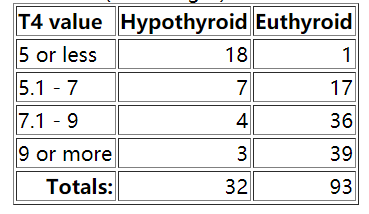 T4 value Hypothyroid Euthyroid
5 or less 18 1
5.1 - 7 7 17
7.1 - 9 4 36
9 or more 3 39
Totals: 32 93